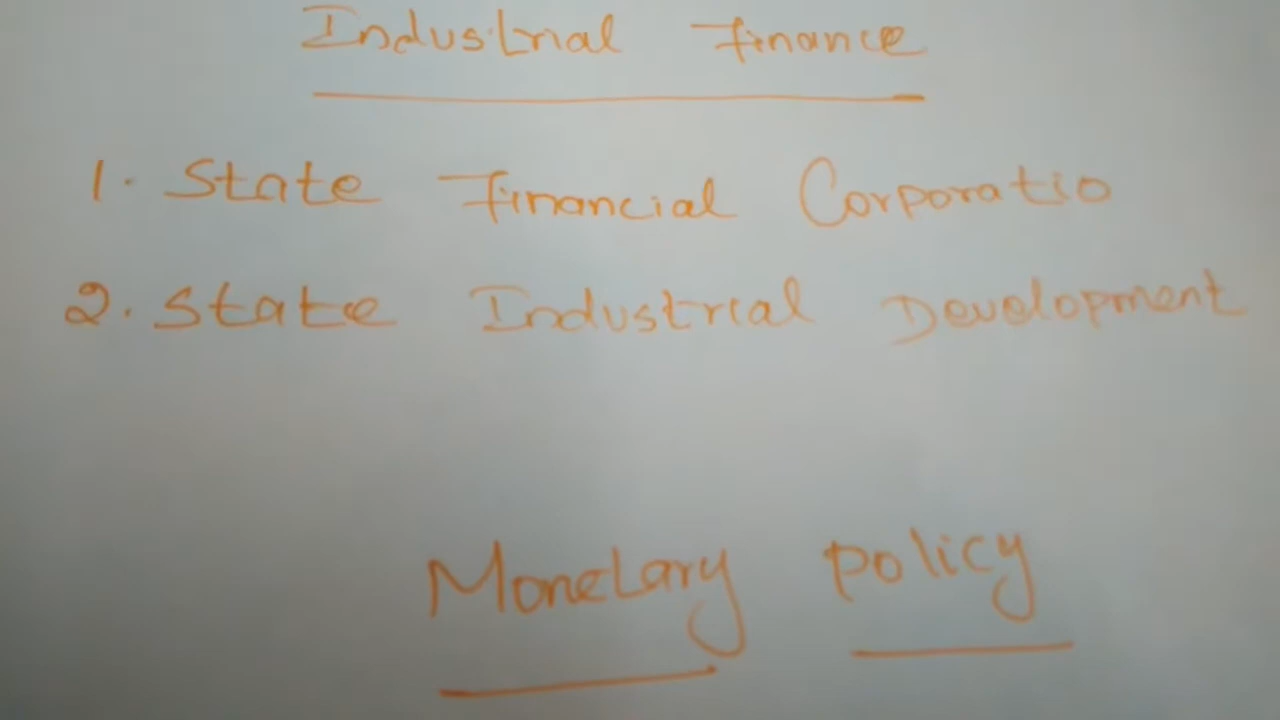 Industrial Finance
1. State Financial Corporatio
2. State Industrial Development
Monetary policy